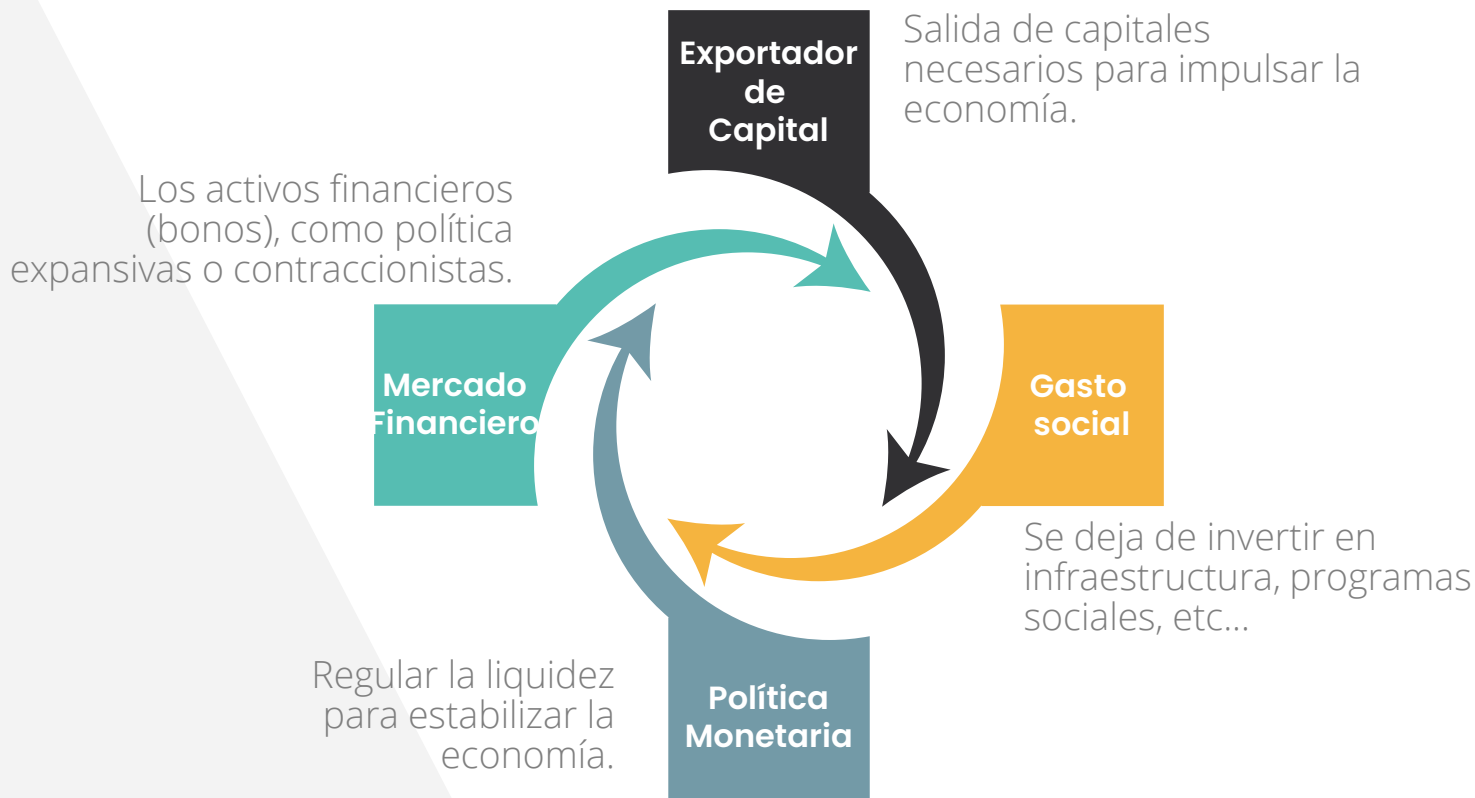 Exportador
de
Capital
Salida de capitales
necesarios para impulsar la
economía.
Los activos financieros
(bonos), como política
expansivas o contraccionistas.
Mercado
Financiero
Gasto
social
Se deja de invertir en
infraestructura, programas
sociales, etc...
Regular la liquidez
para estabilizar la
economía.
Política
Monetaria